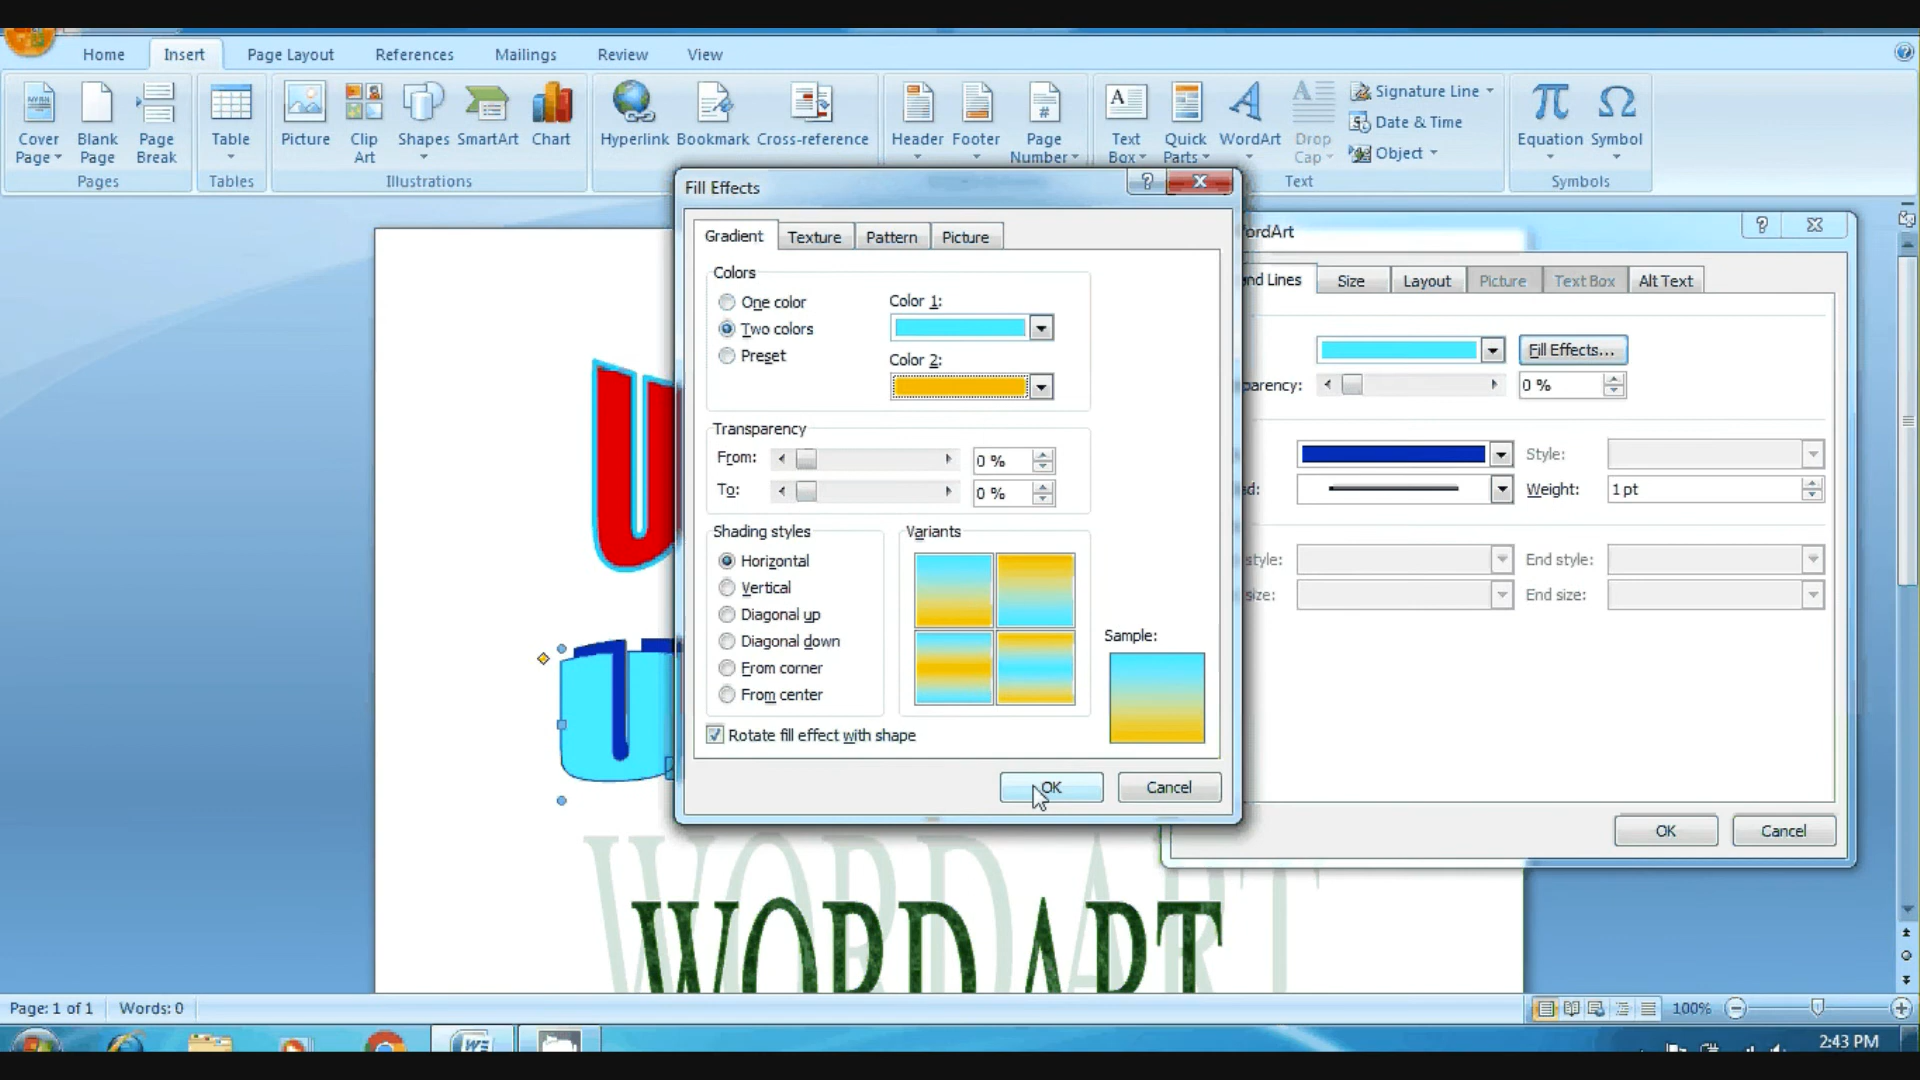 Home Insert Page Layout References Mailings Review View
Cover Page
Blank Page
Page Break
Table
Picture
Clip Art
Shapes
SmartArt
Chart
Hyperlink
Bookmark
Cross-reference
Header
Footer
Page Number
Text Box
Quick Parts
WordArt
Drop Cap
Signature Line
Date & Time
Object
Equation
Symbol
Pages
Tables
Illustrations
Text
Symbols
Fill Effects
Gradient Texture Pattern Picture
Colors
One color
Two colors
Preset
Color 1:
Color 2:
Transparency
From: 0 %
To: 0 %
Shading styles
Horizontal
Vertical
Diagonal up
Diagonal down
From corner
From center
Variants
Sample:
Rotate fill effect with shape
OK Cancel
ordArt
nd Lines Size Layout Picture Text Box Alt Text
Fill Effects...
parency: 0 %
Style:
Weight: 1 pt
style: End style:
size: End size:
OK Cancel
WORD ART
Page: 1 of 1 Words: 0
100%
2:43 PM